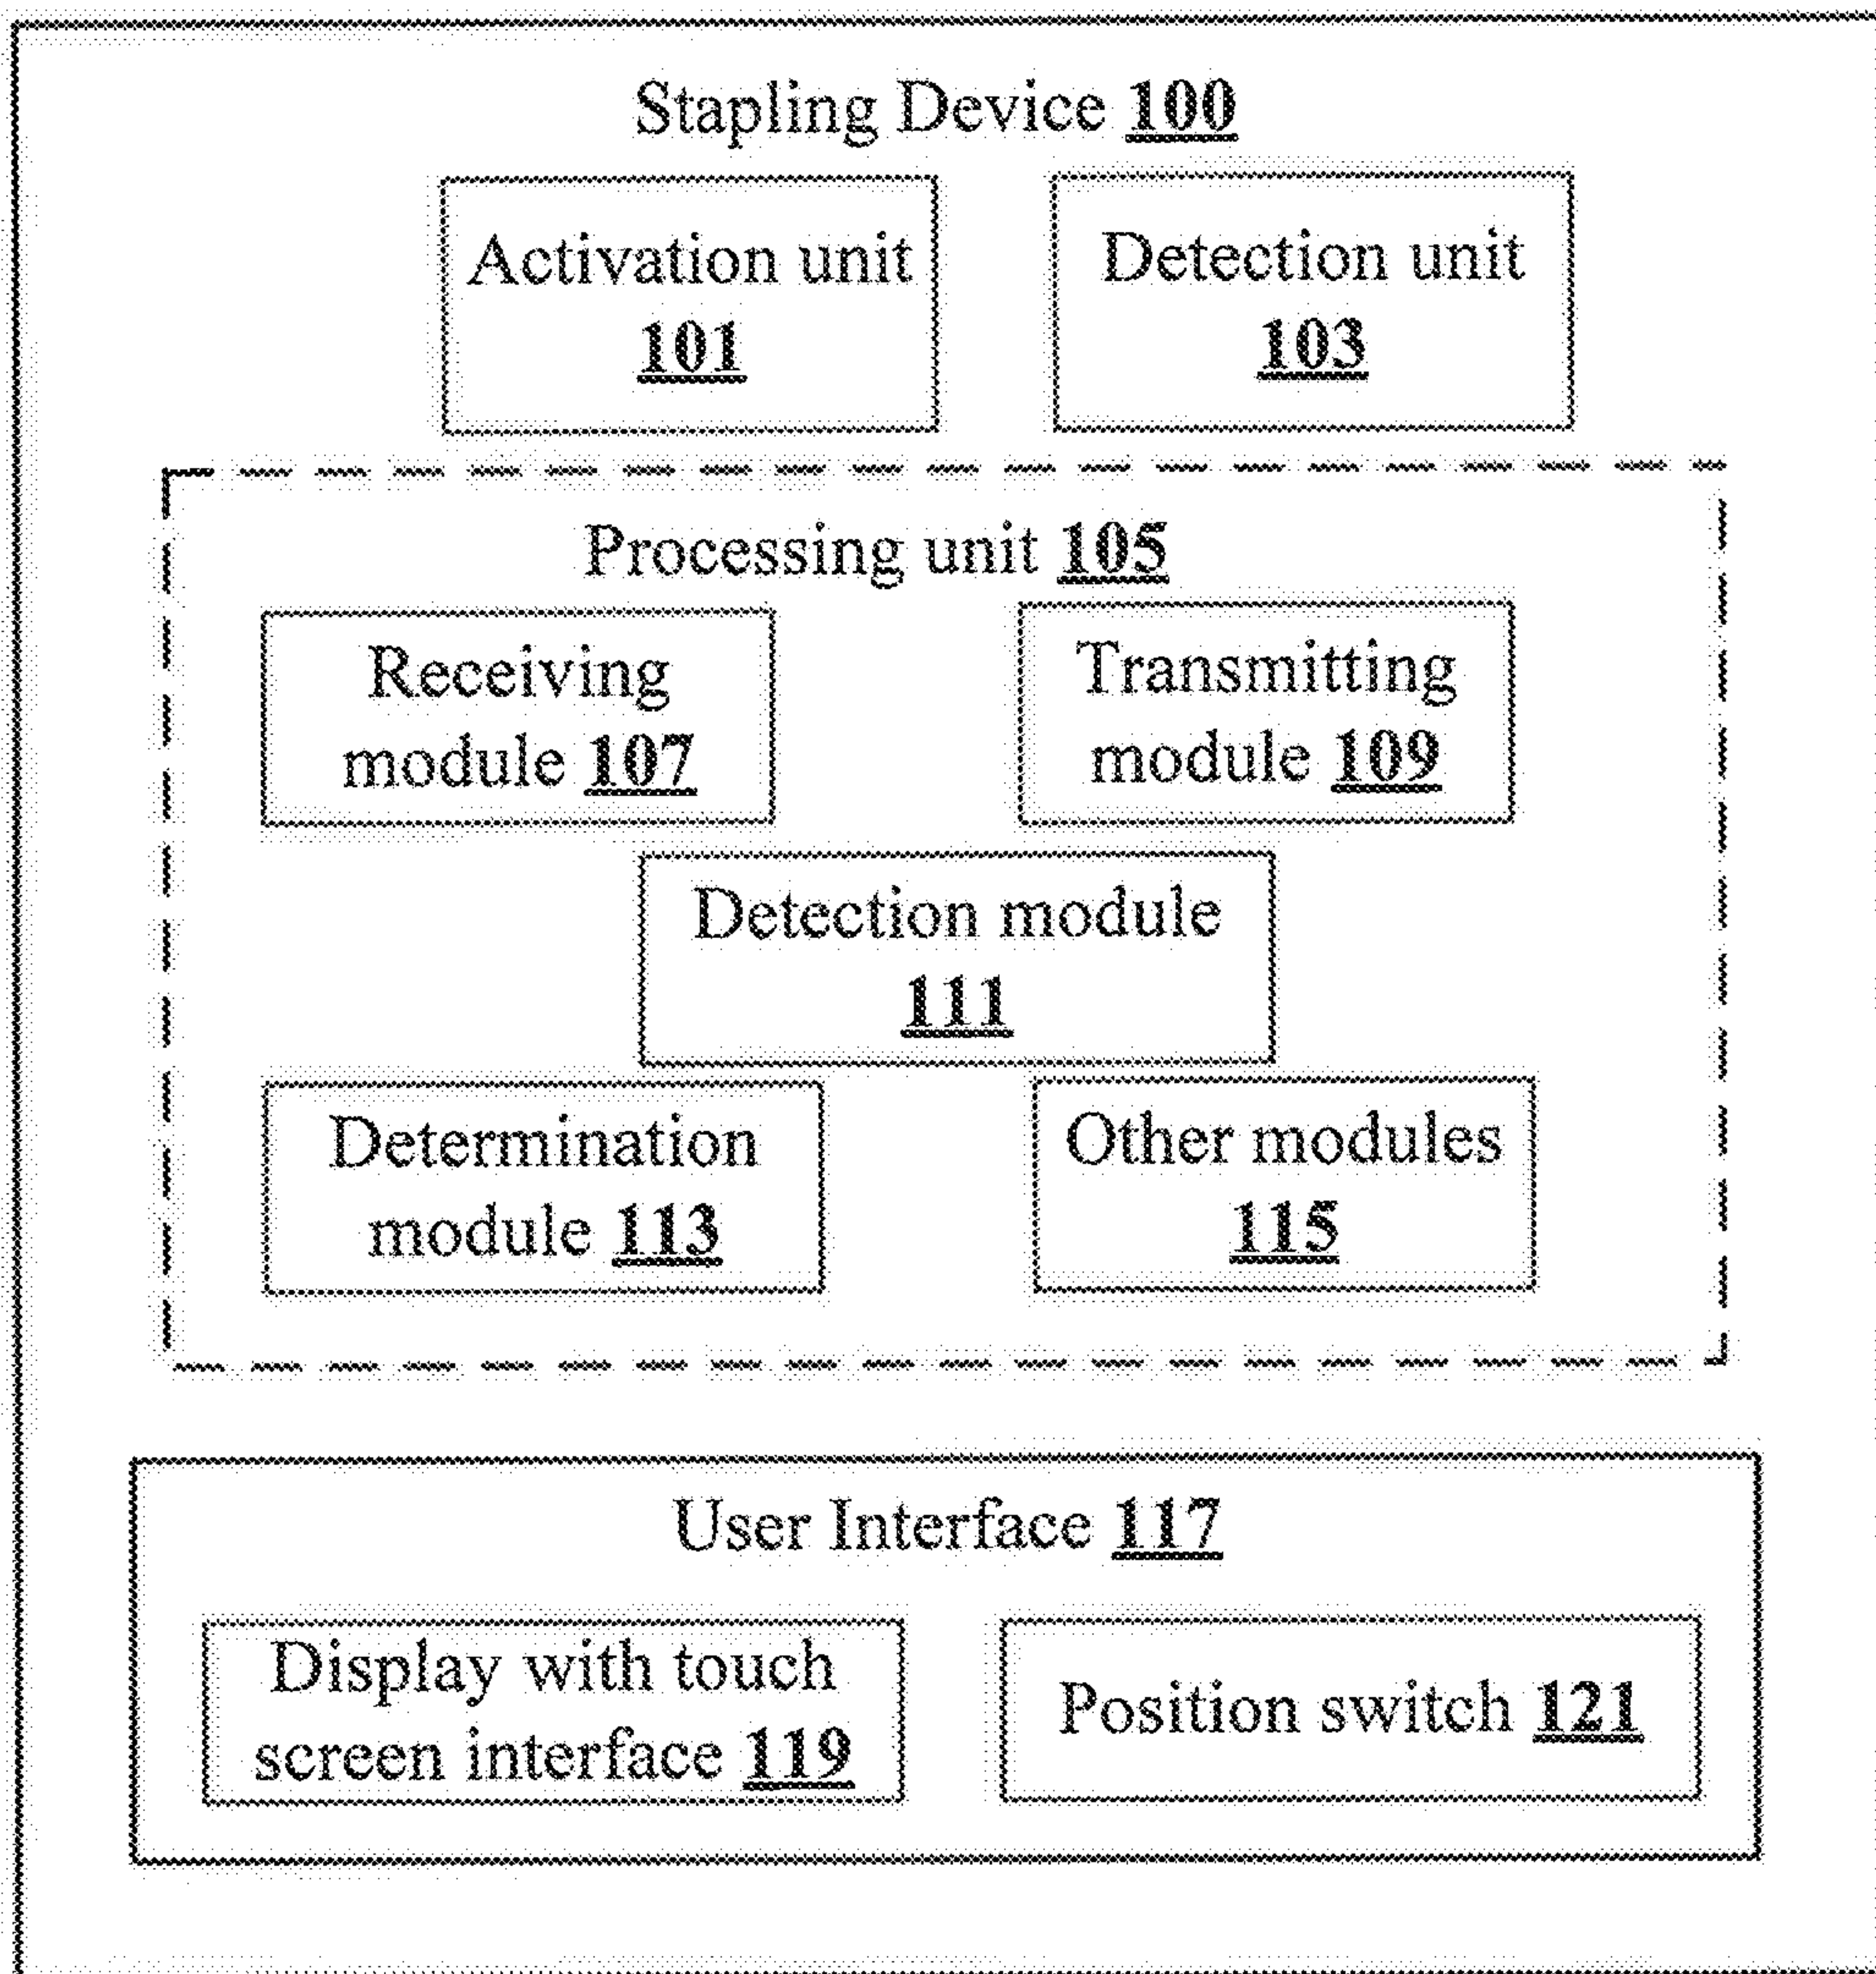 Stapling Device 100
Activation unit
101
Detection unit
103
Processing unit 105
Receiving
module 107
Transmitting
module 109
Detection module
111
Determination
module 113
Other modules
115
User Interface 117
Display with touch
screen interface 119
Position switch 121